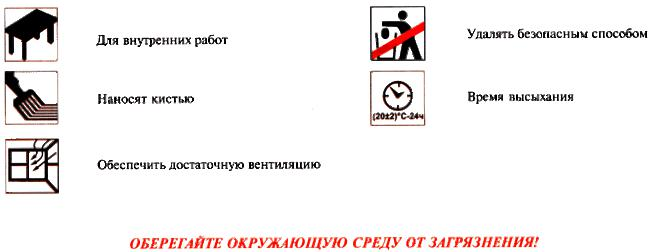 Для внутренних работ
Наносят кистью
Обеспечить достаточную вентиляцию
Удалять безопасным способом
(20±2)°С-24ч
Время высыхания
ОБЕРЕГАЙТЕ ОКРУЖАЮЩУЮ СРЕДУ ОТ ЗАГРЯЗНЕНИЯ!